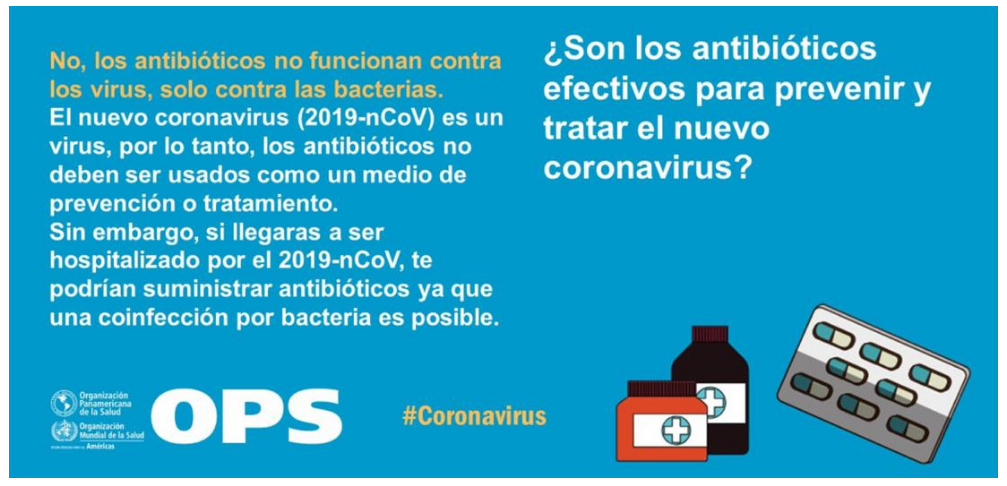 ¿Son los antibióticos
efectivos para prevenir y
tratar el nuevo
coronavirus?
No, los antibióticos no funcionan contra
los virus, solo contra las bacterias.
El nuevo coronavirus (2019-nCoV) es un
virus, por lo tanto, los antibióticos no
deben ser usados como un medio de
prevención o tratamiento.
Sin embargo, si llegaras a ser
hospitalizado por el 2019-nCoV, te
podrían suministrar antibióticos ya que
una coinfección por bacteria es posible.
Organización
Panamericana
de la Salud
Organización
Mundial de la Salud
Américas
OPS
#Coronavirus